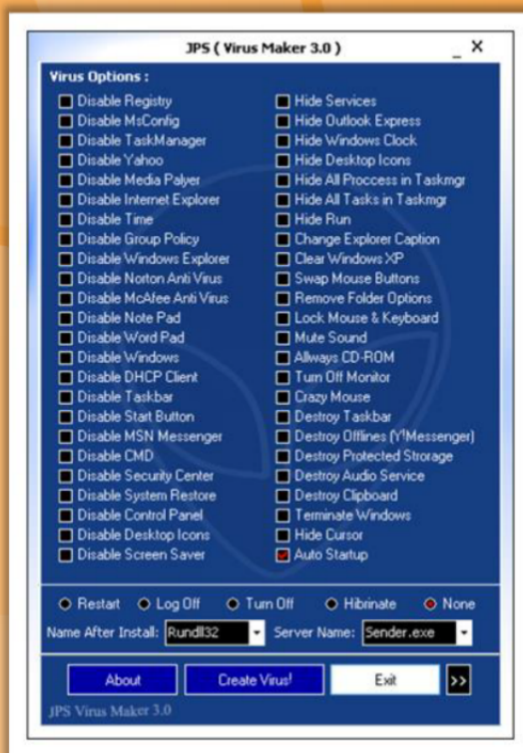 JPS ( Virus Maker 3.0 )
Virus Options :
Disable Registry
Disable MsConfig
Disable TaskManager
Disable Yahoo
Disable Media Palyer
Disable Internet Explorer
Disable Time
Disable Group Policy
Disable Windows Explorer
Disable Norton Anti Virus
Disable McAfee Anti Virus
Disable Note Pad
Disable Word Pad
Disable Windows
Disable DHCP Client
Disable Taskbar
Disable Start Button
Disable MSN Messenger
Disable CMD
Disable Security Center
Disable System Restore
Disable Control Panel
Disable Desktop Icons
Disable Screen Saver
Hide Services
Hide Outlook Express
Hide Windows Clock
Hide Desktop Icons
Hide All Proccess in Taskmgr
Hide All Tasks in Taskmgr
Hide Run
Change Explorer Caption
Clear Windows XP
Swap Mouse Buttons
Remove Folder Options
Lock Mouse & Keyboard
Mute Sound
Allways CD-ROM
Turn Off Monitor
Crazy Mouse
Destroy Taskbar
Destroy Offlines (Y!Messenger)
Destroy Protected Strorage
Destroy Audio Service
Destroy Clipboard
Terminate Windows
Hide Cursor
Auto Startup
Restart Log Off Turn Off Hibrinate None
Name After Install: Rundll32 Server Name: Sender.exe
About Create Virus! Exit >>
JPS Virus Maker 3.0